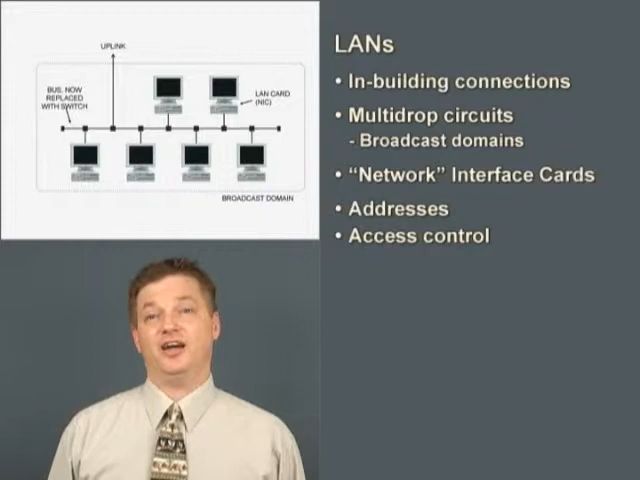 UPLINK
BUS, NOW
REPLACED
WITH SWITCH
LAN CARD
(NIC)
BROADCAST DOMAIN
LANs
• In-building connections
• Multidrop circuits
- Broadcast domains
• “Network” Interface Cards
• Addresses
• Access control